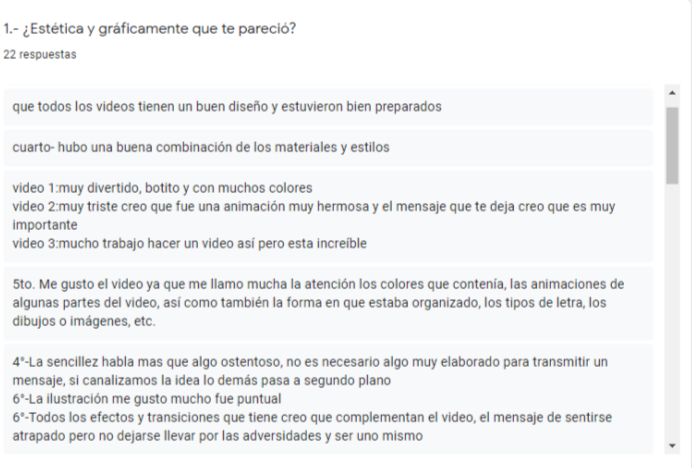 1.- ¿Estética y gráficamente que te pareció?
22 respuestas
que todos los videos tienen un buen diseño y estuvieron bien preparados
cuarto- hubo una buena combinación de los materiales y estilos
video 1:muy divertido, botito y con muchos colores
video 2:muy triste creo que fue una animación muy hermosa y el mensaje que te deja creo que es muy
importante
video 3:mucho trabajo hacer un video así pero esta increíble
5to. Me gusto el video ya que me llamo mucha la atención los colores que contenía, las animaciones de
algunas partes del video, así como también la forma en que estaba organizado, los tipos de letra, los
dibujos o imágenes, etc.
4°-La sencillez habla mas que algo ostentoso, no es necesario algo muy elaborado para transmitir un
mensaje, si canalizamos la idea lo demás pasa a segundo plano
6°-La ilustración me gusto mucho fue puntual
6°-Todos los efectos y transiciones que tiene creo que complementan el video, el mensaje de sentirse
atrapado pero no dejarse llevar por las adversidades y ser uno mismo